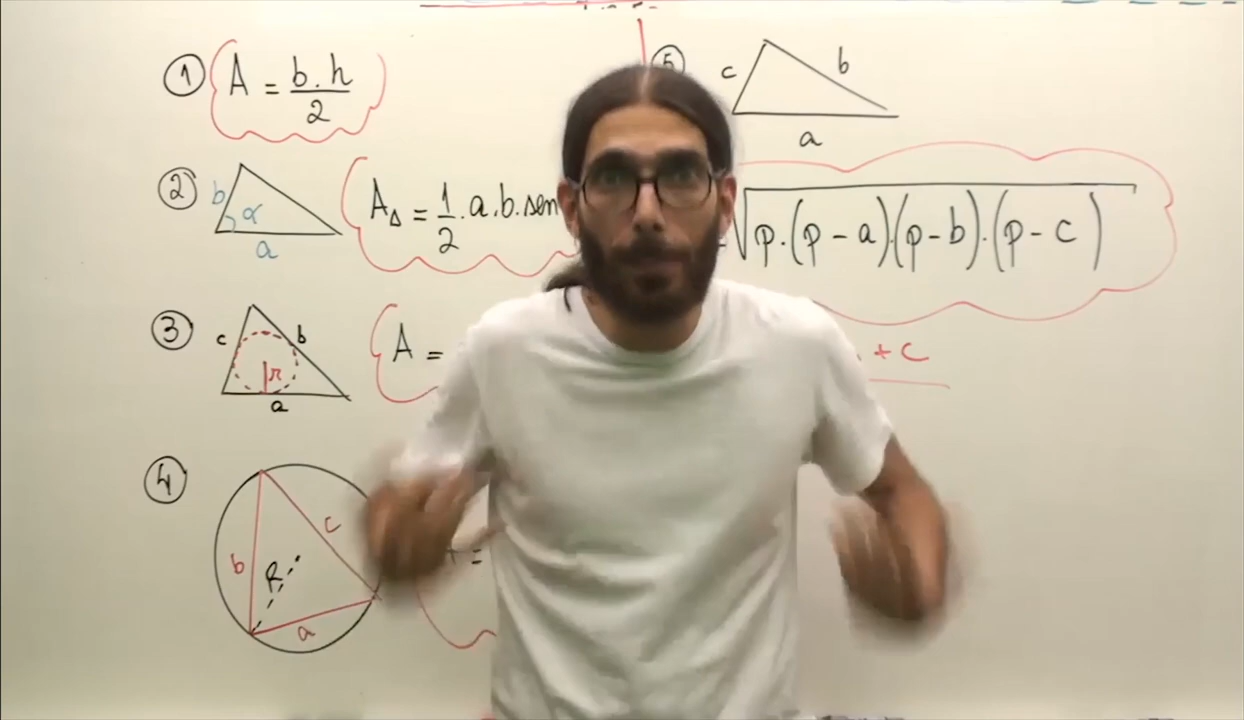 ① A = b.h/2
② b α a
A△ = 1/2 .a.b.sen
③ c b r a
A =
④ b c R a
=
⑤ c b a
√p.(p-a).(p-b).(p-c)
+ c